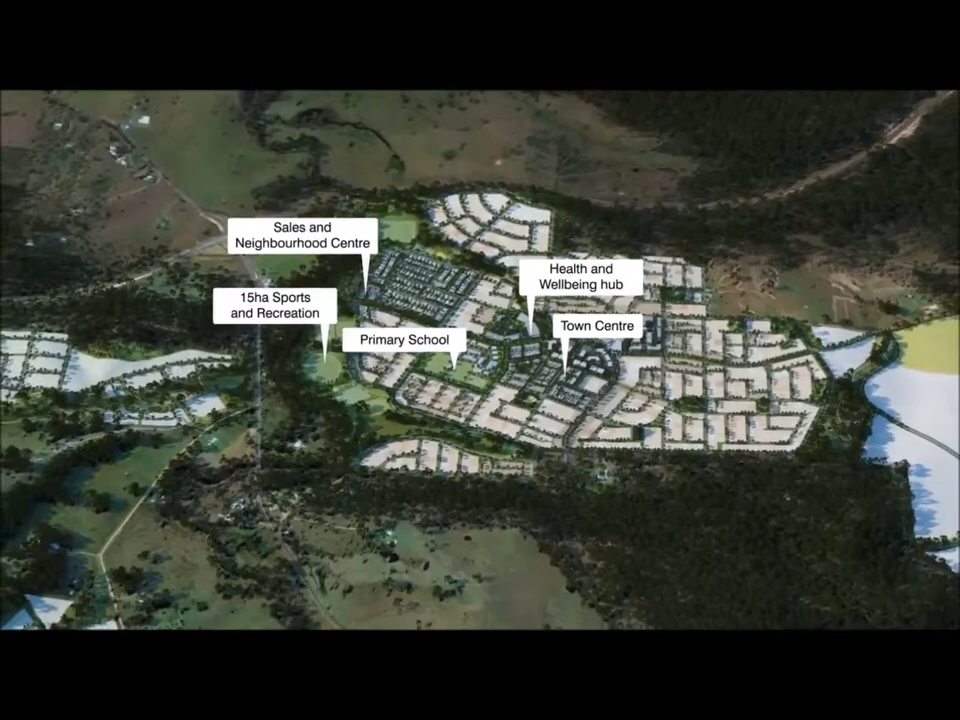 Sales and
Neighbourhood Centre
Health and
Wellbeing hub
15ha Sports
and Recreation
Town Centre
Primary School